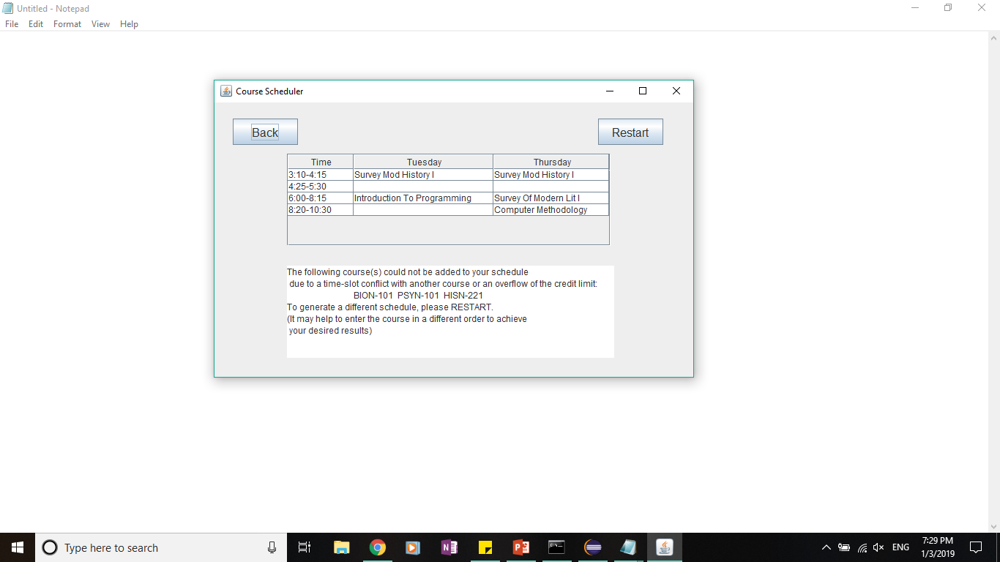 Untitled - Notepad
File Edit Format View Help
Course Scheduler
Back Restart
Time Tuesday Thursday
3:10-4:15 Survey Mod History I Survey Mod History I
4:25-5:30
6:00-8:15 Introduction To Programming Survey Of Modern Lit I
8:20-10:30 Computer Methodology
The following course(s) could not be added to your schedule
due to a time-slot conflict with another course or an overflow of the credit limit:
BION-101 PSYN-101 HISN-221
To generate a different schedule, please RESTART.
(It may help to enter the course in a different order to achieve
your desired results)
Type here to search
ENG
7:29 PM
1/3/2019